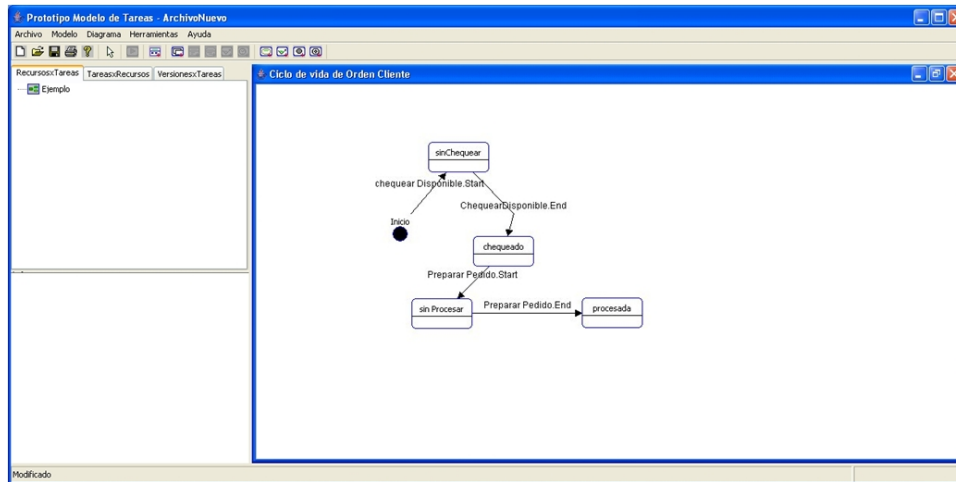 Prototipo Modelo de Tareas - ArchivoNuevo
Archivo Modelo Diagrama Herramientas Ayuda
RecursosxTareas TareasxRecursos VersionesxTareas
Ejemplo
Ciclo de vida de Orden Cliente
sinChequear
chequear Disponible.Start
ChequearDisponible.End
Inicio
chequeado
Preparar Pedido.Start
sin Procesar
Preparar Pedido.End
procesada
Modificado